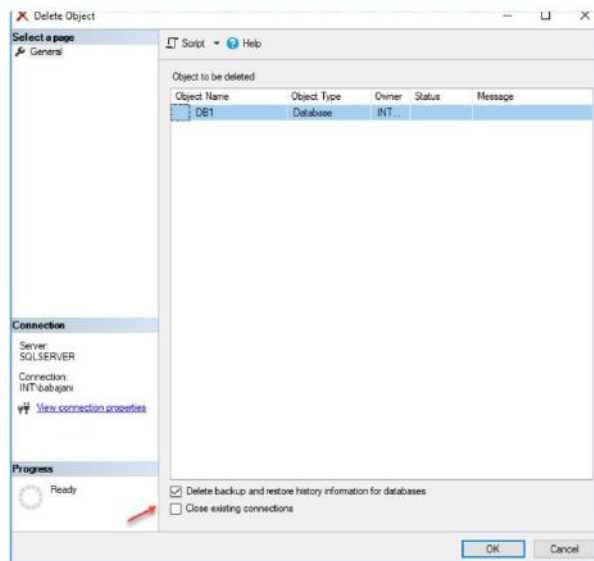 Delete Object
Select a page
General
Script
Help
Object to be deleted
Object Name Object Type Owner Status Message
DB1 Database INT...
Connection
Server:
SQLSERVER
Connection:
INT\babajani
View connection properties
Progress
Ready
Delete backup and restore history information for databases
Close existing connections
OK Cancel